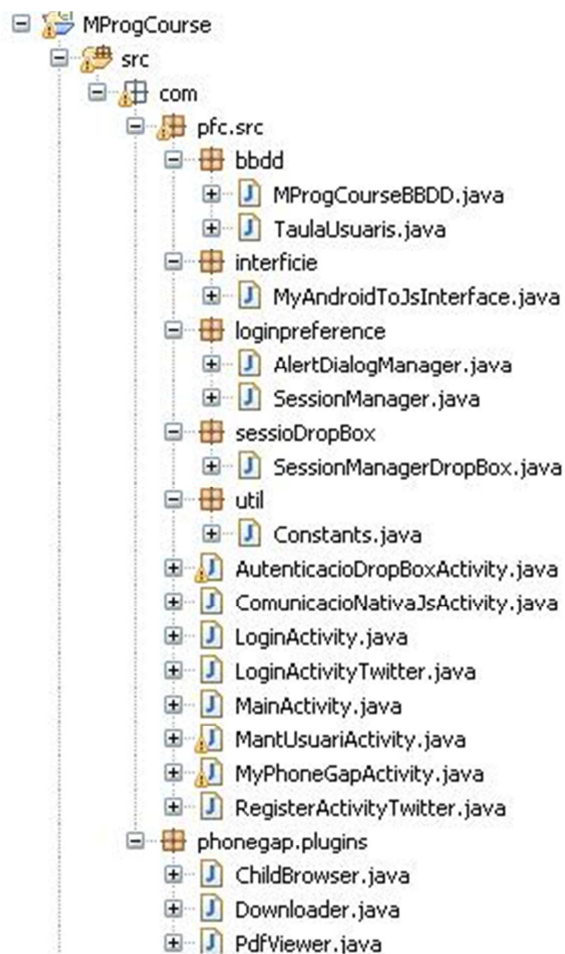 MProgCourse
src
com
pfc.src
bbdd
MProgCourseBBDD.java
TaulaUsuaris.java
interficie
MyAndroidToJsInterface.java
loginpreference
AlertDialogManager.java
SessionManager.java
sessioDropBox
SessionManagerDropBox.java
util
Constants.java
AutenticacioDropBoxActivity.java
ComunicacioNativaJsActivity.java
LoginActivity.java
LoginActivityTwitter.java
MainActivity.java
MantUsuariActivity.java
MyPhoneGapActivity.java
RegisterActivityTwitter.java
phonegap.plugins
ChildBrowser.java
Downloader.java
PdfViewer.java